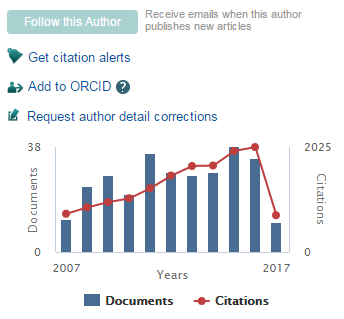 Follow this Author
Receive emails when this author
publishes new articles
Get citation alerts
Add to ORCID ?
Request author detail corrections
38
2025
Documents
Citations
0
0
2007
2017
Years
Documents
Citations